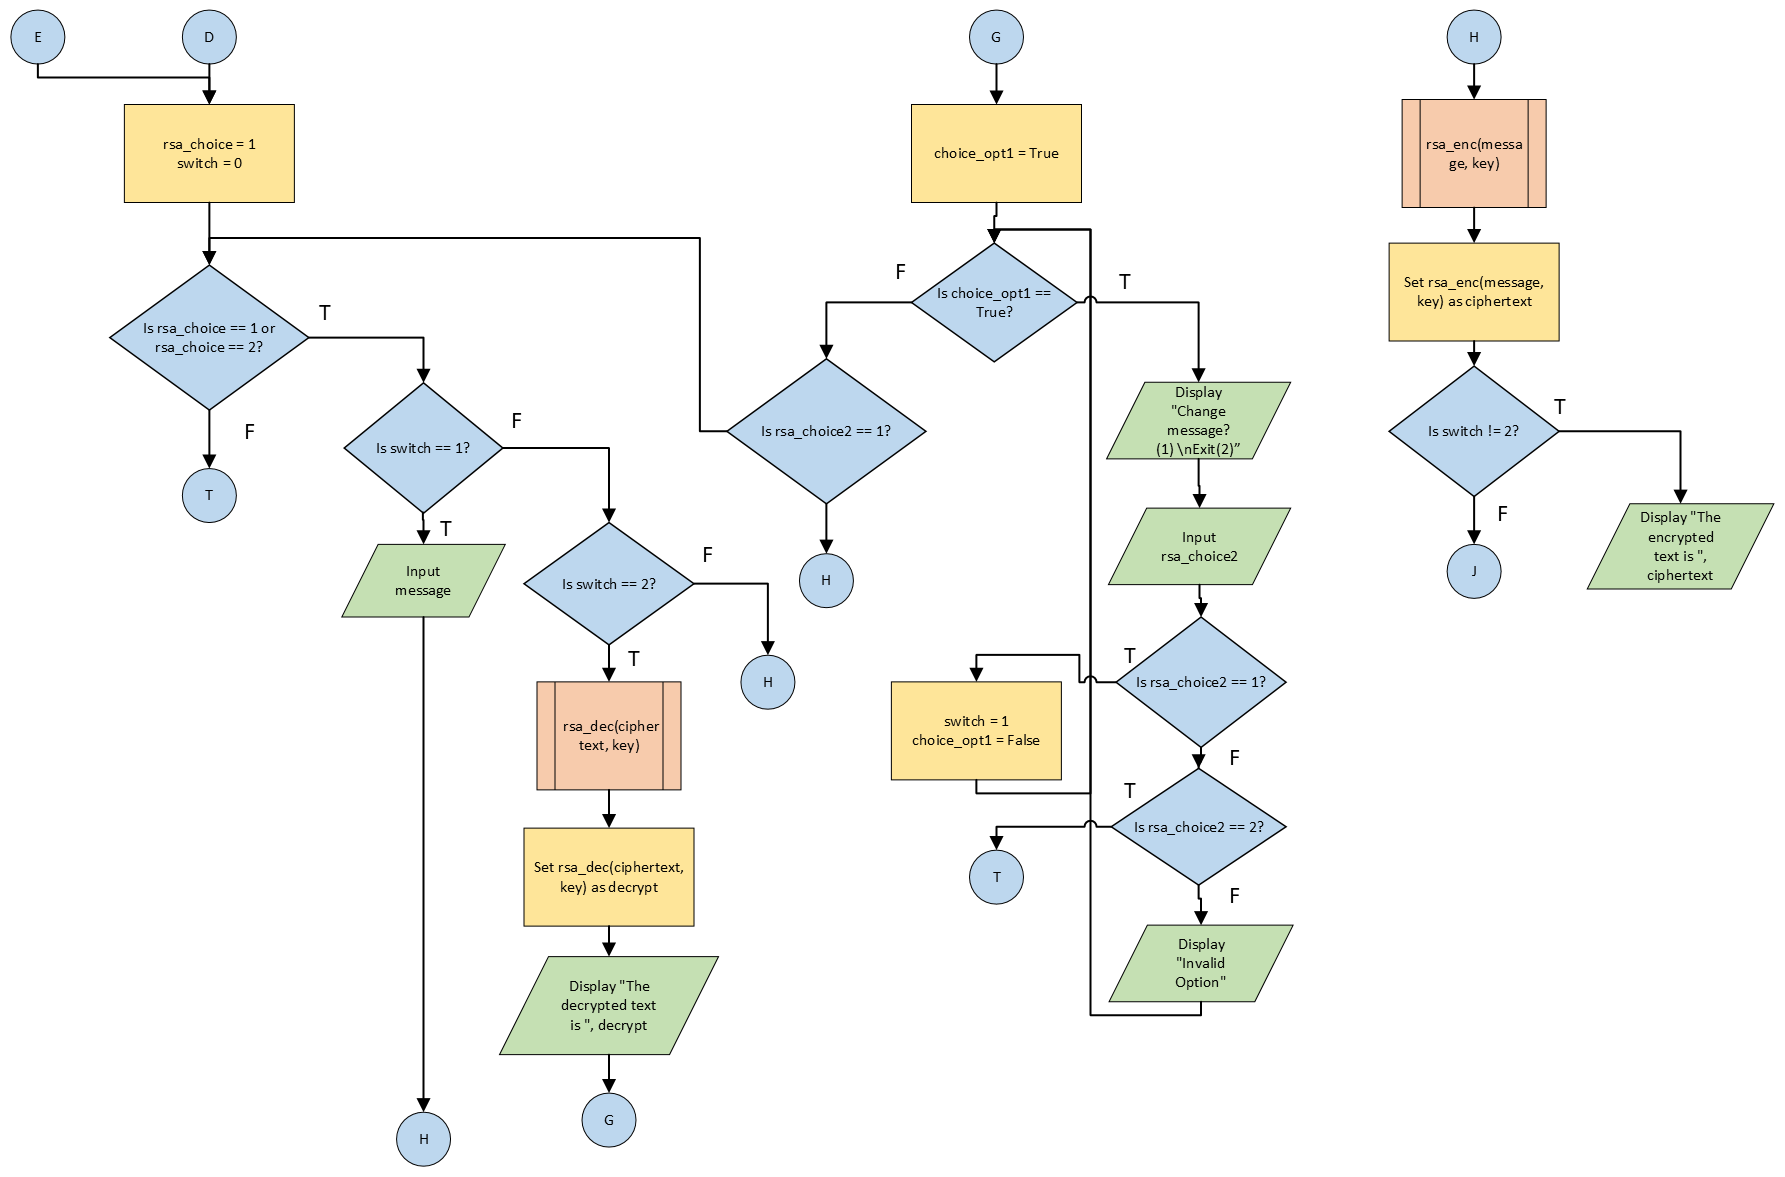 E
D
G
H
rsa_choice = 1
switch = 0
choice_opt1 = True
rsa_enc(messa
ge, key)
Is rsa_choice == 1 or
rsa_choice == 2?
T
F
T
Is switch == 1?
F
T
Input
message
H
Is switch == 2?
F
H
T
rsa_dec(cipher
text, key)
Set rsa_dec(ciphertext,
key) as decrypt
Display "The
decrypted text
is ", decrypt
G
Is choice_opt1 ==
True?
F
T
Is rsa_choice2 == 1?
H
Display
"Change
message?
(1) \nExit(2)”
Input
rsa_choice2
Is rsa_choice2 == 1?
T
switch = 1
choice_opt1 = False
F
Is rsa_choice2 == 2?
T
T
F
Display
"Invalid
Option"
Set rsa_enc(message,
key) as ciphertext
Is switch != 2?
T
F
J
Display "The
encrypted
text is ",
ciphertext